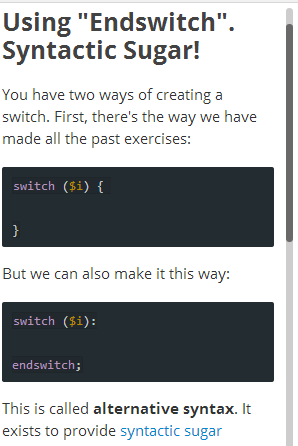 Using "Endswitch".
Syntactic Sugar!
You have two ways of creating a
switch. First, there's the way we have
made all the past exercises:
switch ($i) {
}
But we can also make it this way:
switch ($i):
endswitch;
This is called alternative syntax. It
exists to provide syntactic sugar